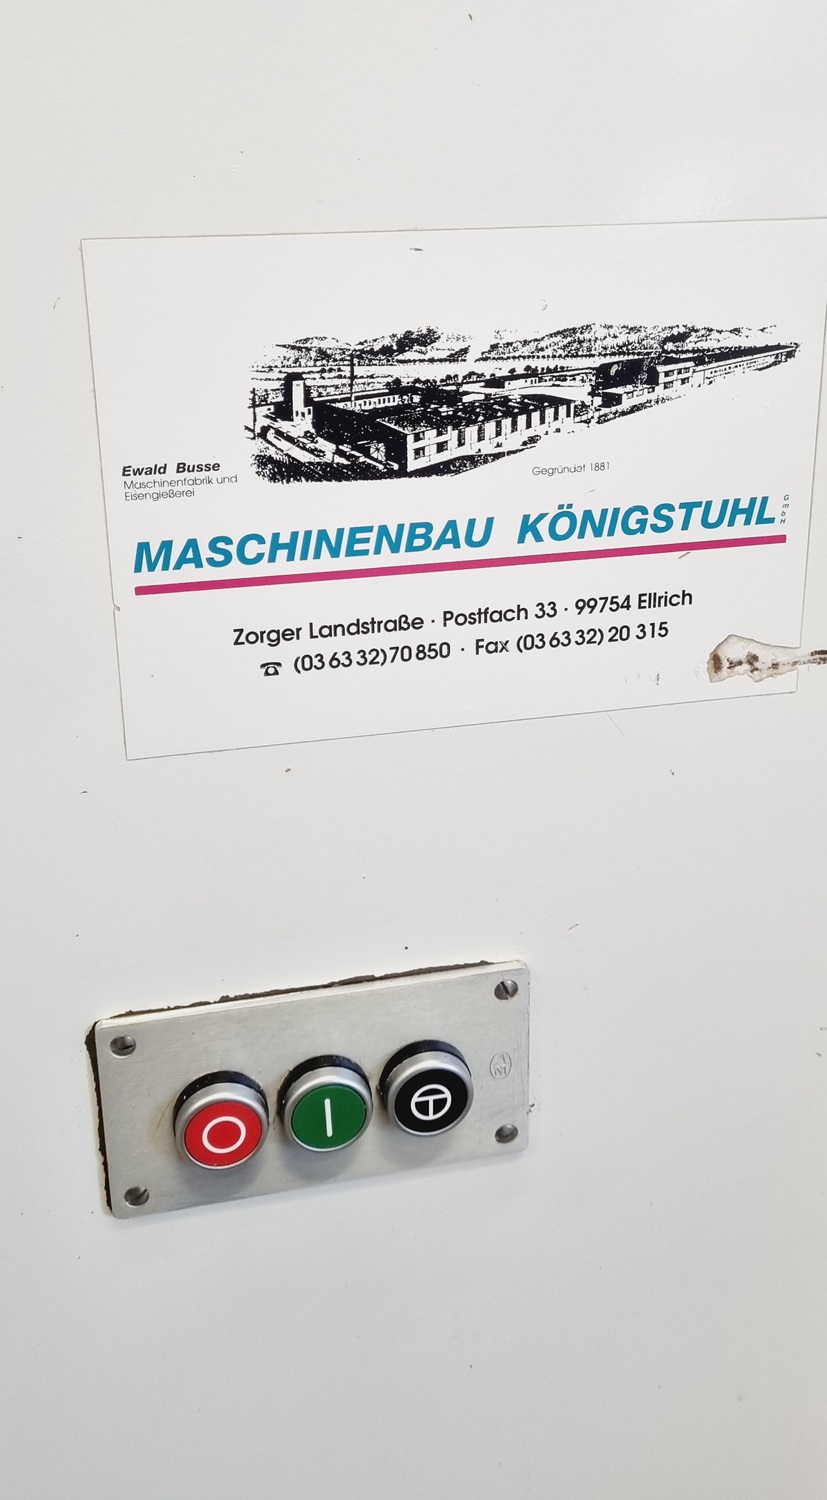 Ewald Busse
Maschinenfabrik und
Eisengießerei
Gegründet 1881
MASCHINENBAU KÖNIGSTUHL GmbH
Zorger Landstraße · Postfach 33 · 99754 Ellrich
☎ (03 63 32) 70 850 · Fax (03 63 32) 20 315